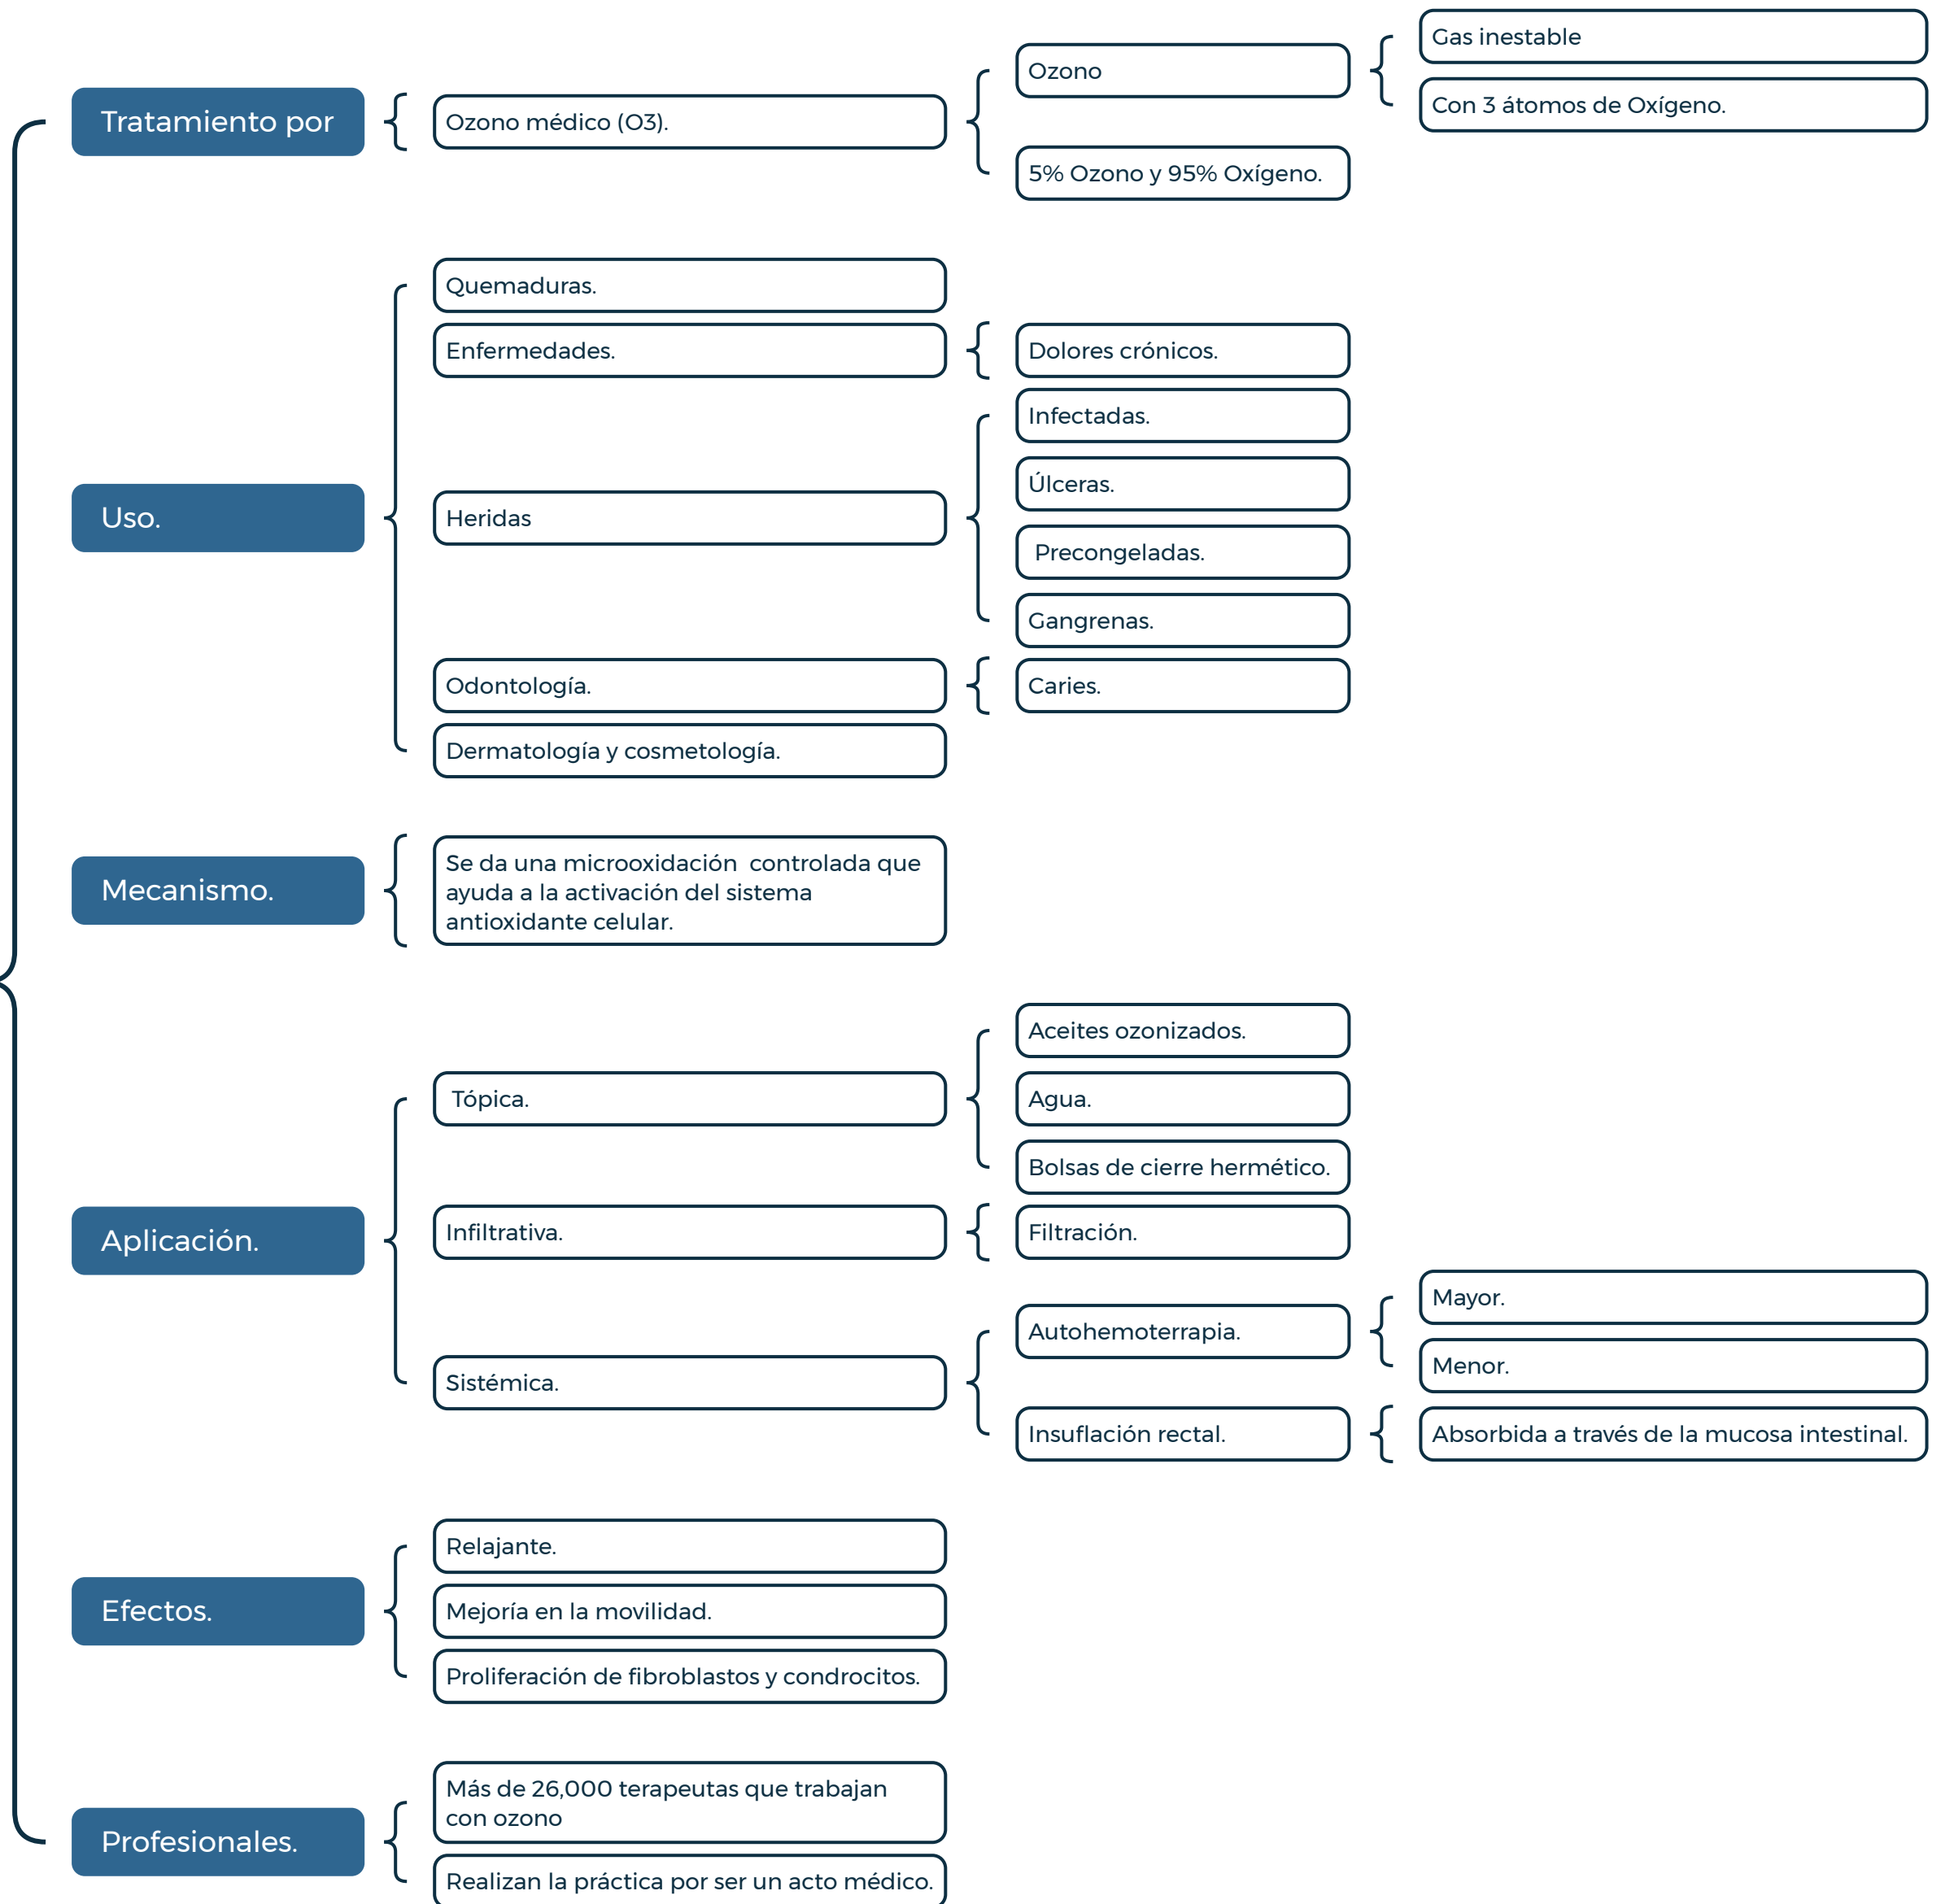 Tratamiento por
Ozono médico (O3).
Ozono
Gas inestable
Con 3 átomos de Oxígeno.
5% Ozono y 95% Oxígeno.
Uso.
Quemaduras.
Enfermedades.
Dolores crónicos.
Heridas
Infectadas.
Úlceras.
Precongeladas.
Gangrenas.
Odontología.
Caries.
Dermatología y cosmetología.
Mecanismo.
Se da una microoxidación  controlada que
ayuda a la activación del sistema
antioxidante celular.
Aplicación.
Tópica.
Aceites ozonizados.
Agua.
Bolsas de cierre hermético.
Infiltrativa.
Filtración.
Sistémica.
Autohemoterrapia.
Mayor.
Menor.
Insuflación rectal.
Absorbida a través de la mucosa intestinal.
Efectos.
Relajante.
Mejoría en la movilidad.
Proliferación de fibroblastos y condrocitos.
Profesionales.
Más de 26,000 terapeutas que trabajan
con ozono
Realizan la práctica por ser un acto médico.